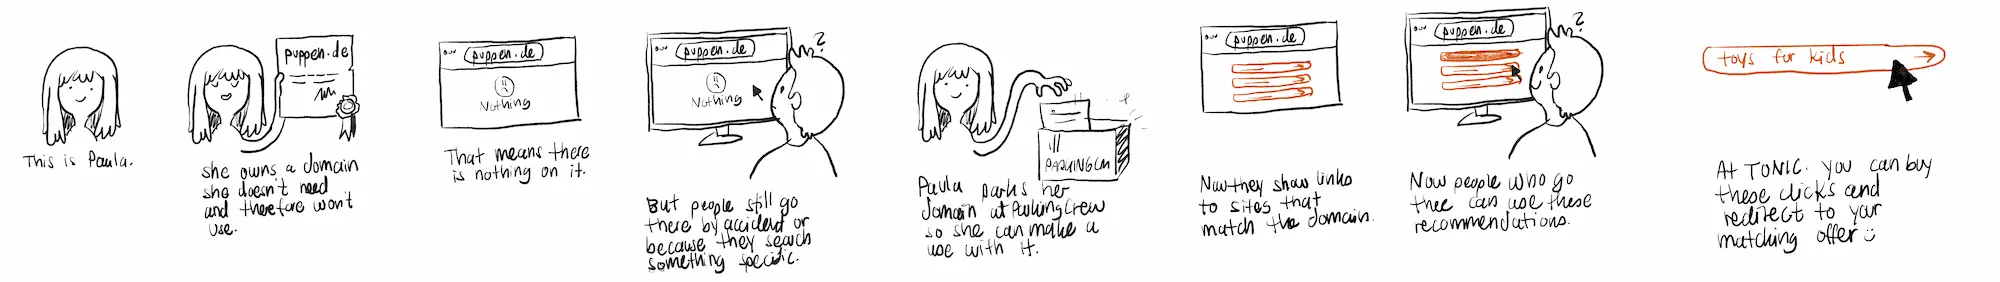 This is Paula.
puppen.de
she owns a domain
she doesn't need
and therefore won't
use.
puppen.de
Nothing
That means there
is nothing on it.
puppen.de
?
Nothing
But people still go
there by accident or
because they search
something specific.
PARKINGCREW
Paula parks her
domain at ParkingCrew
so she can make a
use with it.
puppen.de
Now they show links
to sites that
match the domain.
puppen.de
?
Now people who go
there can use these
recommendations.
toys for kids
At TONIC. you can buy
these clicks and
redirect to your
matching offer